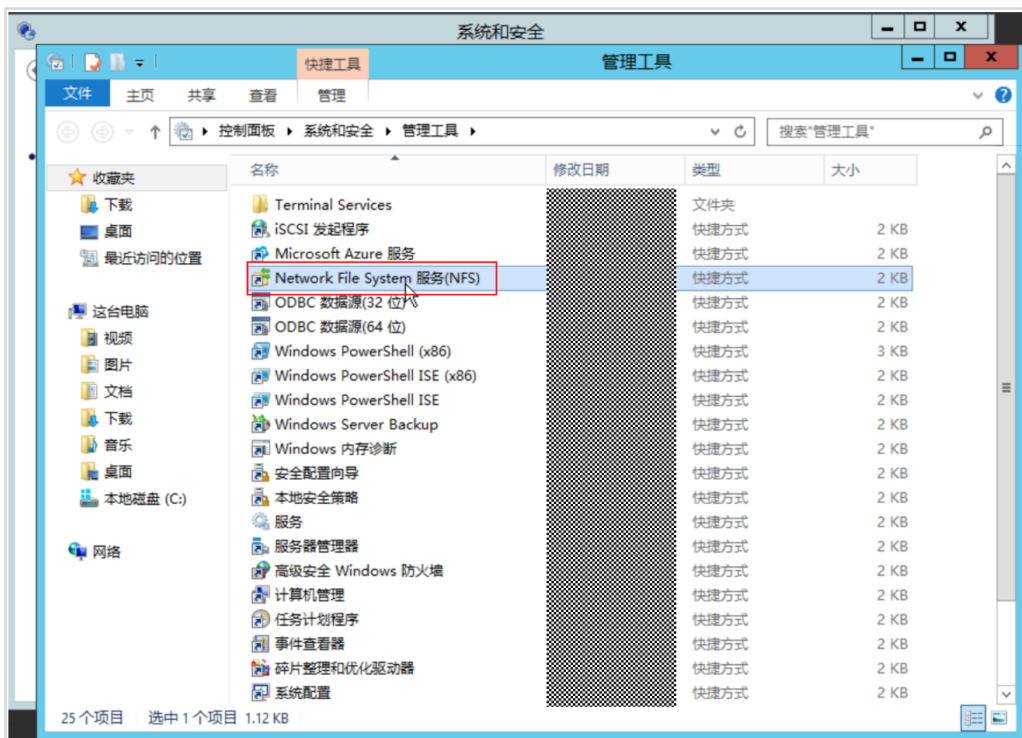 系统和安全
快捷工具
管理工具
文件 主页 共享 查看 管理
控制面板 系统和安全 管理工具 搜索"管理工具"
名称 修改日期 类型 大小
收藏夹
下载
桌面
最近访问的位置
这台电脑
视频
图片
文档
下载
音乐
桌面
本地磁盘 (C:)
网络
Terminal Services 文件夹
iSCSI 发起程序 快捷方式 2 KB
Microsoft Azure 服务 快捷方式 2 KB
Network File System 服务(NFS) 快捷方式 2 KB
ODBC 数据源(32 位) 快捷方式 2 KB
ODBC 数据源(64 位) 快捷方式 2 KB
Windows PowerShell (x86) 快捷方式 3 KB
Windows PowerShell ISE (x86) 快捷方式 2 KB
Windows PowerShell ISE 快捷方式 2 KB
Windows Server Backup 快捷方式 2 KB
Windows 内存诊断 快捷方式 2 KB
安全配置向导 快捷方式 2 KB
本地安全策略 快捷方式 2 KB
服务 快捷方式 2 KB
服务器管理器 快捷方式 2 KB
高级安全 Windows 防火墙 快捷方式 2 KB
计算机管理 快捷方式 2 KB
任务计划程序 快捷方式 2 KB
事件查看器 快捷方式 2 KB
碎片整理和优化驱动器 快捷方式 2 KB
系统配置 快捷方式 2 KB
25 个项目 选中 1 个项目 1.12 KB